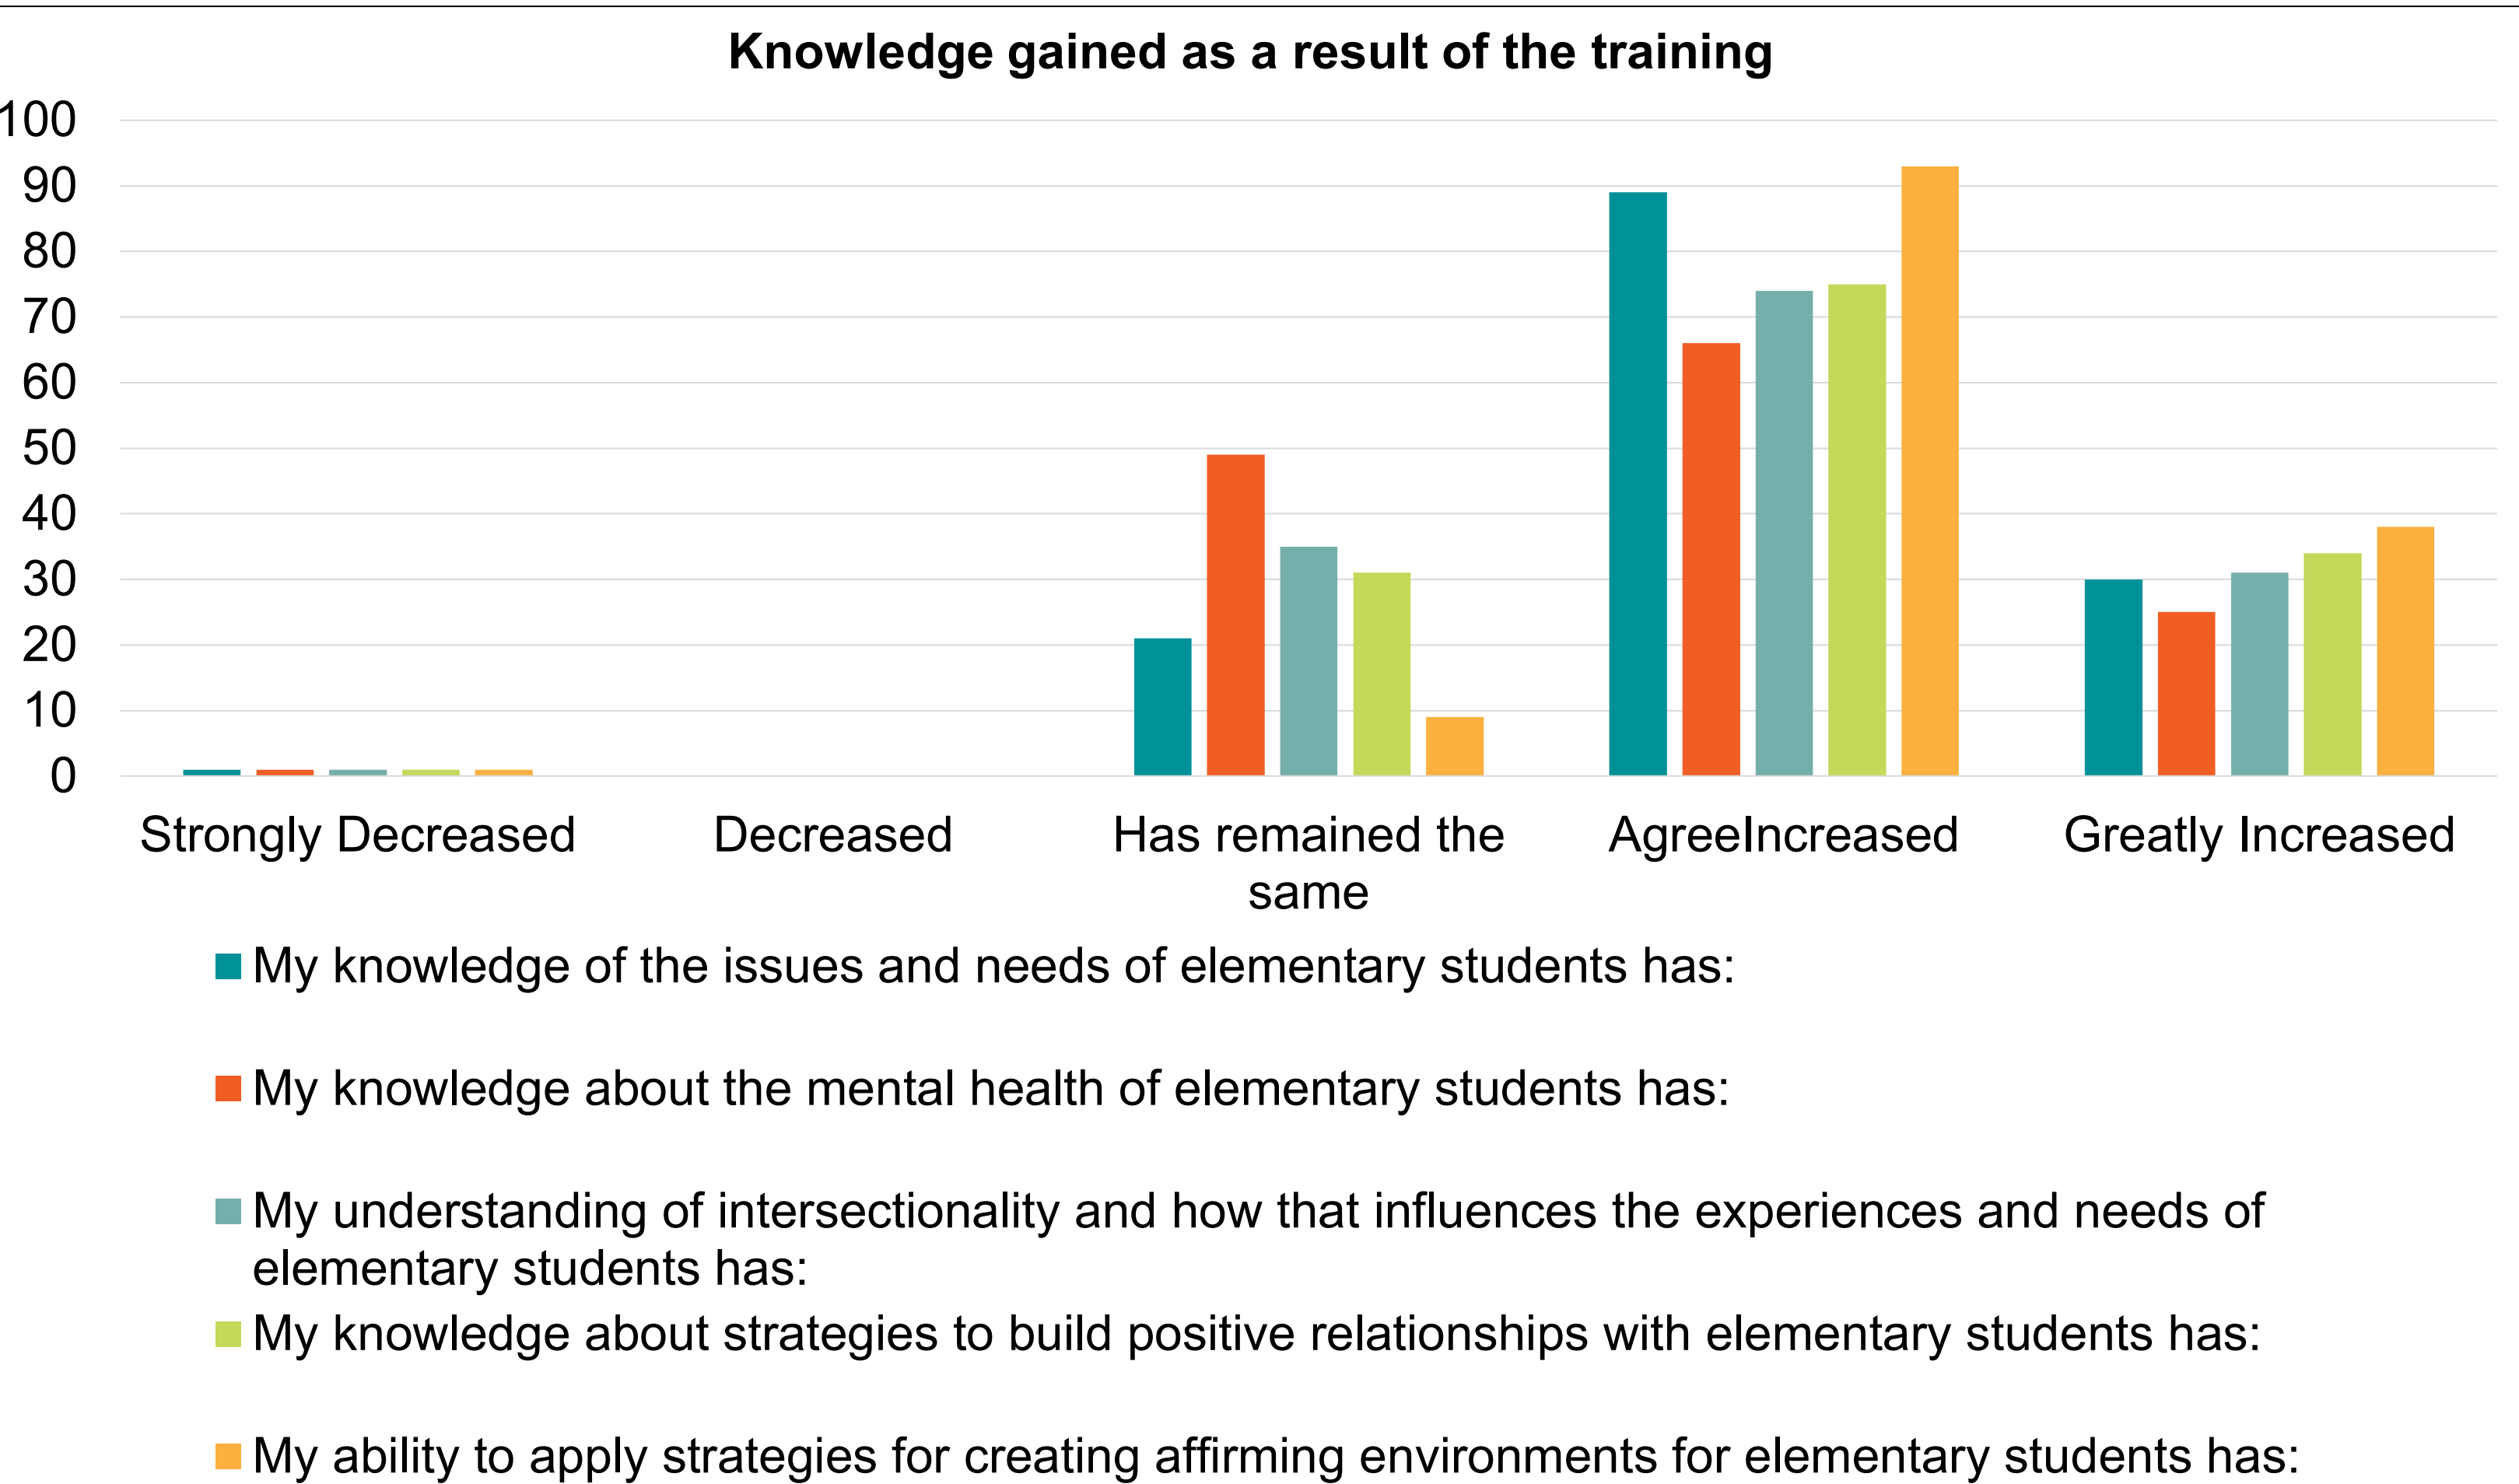 Knowledge gained as a result of the training
100
90
80
70
60
50
40
30
20
10
0
Strongly Decreased
Decreased
Has remained the
same
AgreeIncreased
Greatly Increased
My knowledge of the issues and needs of elementary students has:
My knowledge about the mental health of elementary students has:
My understanding of intersectionality and how that influences the experiences and needs of
elementary students has:
My knowledge about strategies to build positive relationships with elementary students has:
My ability to apply strategies for creating affirming environments for elementary students has: